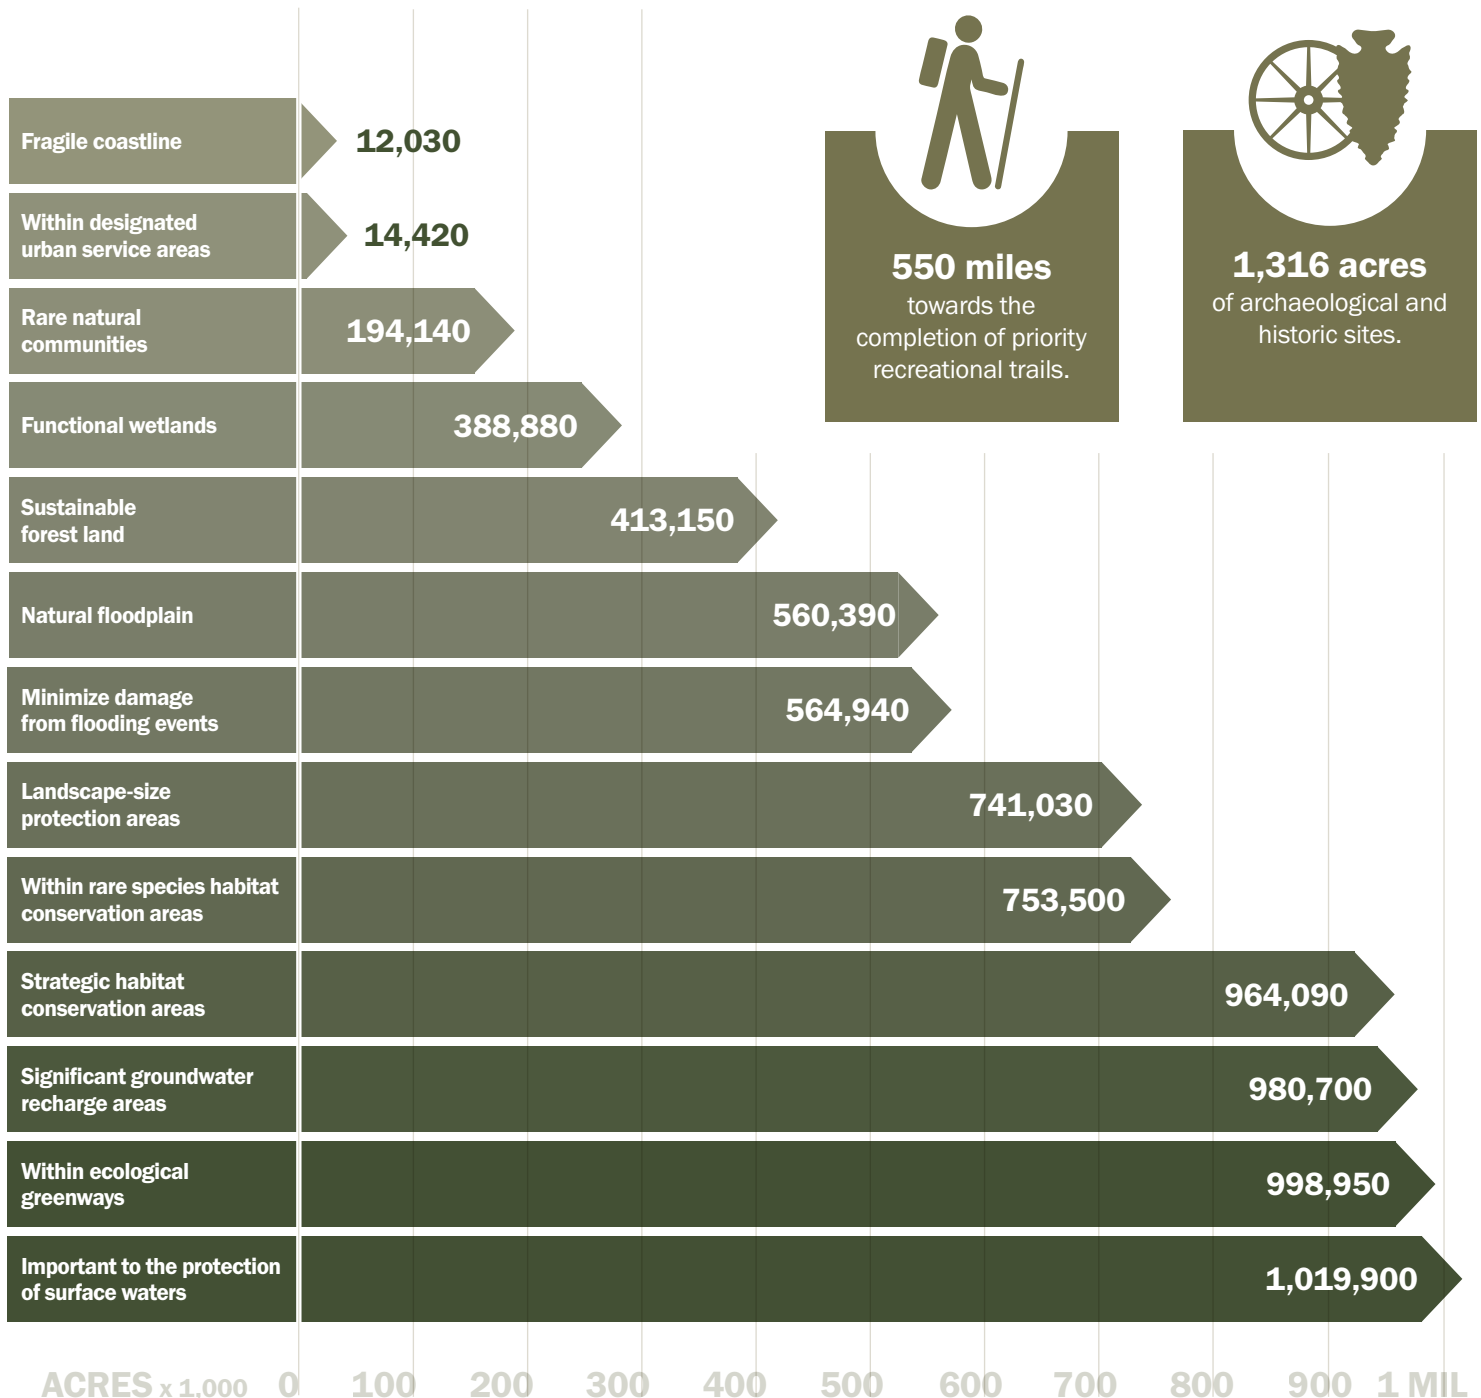 Fragile coastline
12,030
Within designated
urban service areas
14,420
Rare natural
communities
194,140
Functional wetlands
388,880
Sustainable
forest land
413,150
Natural floodplain
560,390
Minimize damage
from flooding events
564,940
Landscape-size
protection areas
741,030
Within rare species habitat
conservation areas
753,500
Strategic habitat
conservation areas
964,090
Significant groundwater
recharge areas
980,700
Within ecological
greenways
998,950
Important to the protection
of surface waters
1,019,900
ACRES x 1,000 0 100 200 300 400 500 600 700 800 900 1 MIL
550 miles
towards the
completion of priority
recreational trails.
1,316 acres
of archaeological and
historic sites.